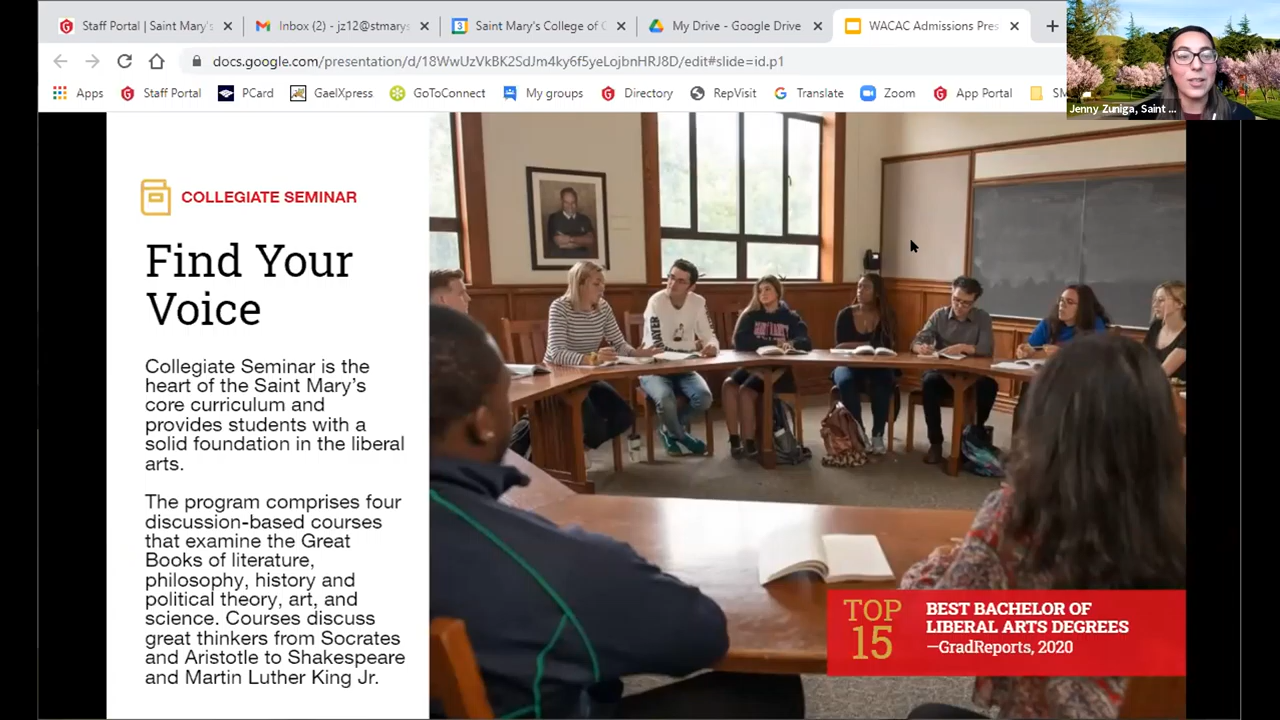 Staff Portal | Saint Mary's
Inbox (2) - jz12@stmarys
Saint Mary's College of C
My Drive - Google Drive
WACAC Admissions Pres
docs.google.com/presentation/d/18WwUzVkBK2SdJm4ky6f5yeLojbnHRJ8D/edit#slide=id.p1
Apps
Staff Portal
PCard
GaelXpress
GoToConnect
My groups
Directory
RepVisit
Translate
Zoom
App Portal
Jenny Zuniga, Saint ...
COLLEGIATE SEMINAR
Find Your
Voice
Collegiate Seminar is the
heart of the Saint Mary's
core curriculum and
provides students with a
solid foundation in the liberal
arts.
The program comprises four
discussion-based courses
that examine the Great
Books of literature,
philosophy, history and
political theory, art, and
science. Courses discuss
great thinkers from Socrates
and Aristotle to Shakespeare
and Martin Luther King Jr.
TOP
15
BEST BACHELOR OF
LIBERAL ARTS DEGREES
—GradReports, 2020